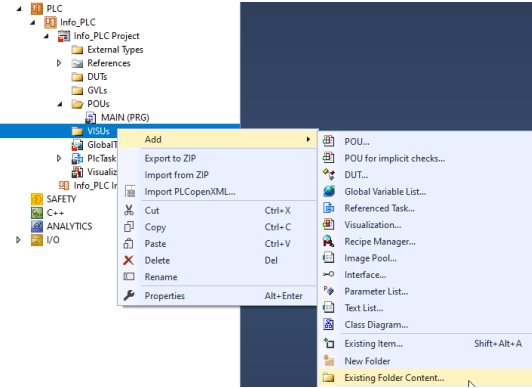 PLC
Info_PLC
Info_PLC Project
External Types
References
DUTs
GVLs
POUs
MAIN (PRG)
VISUs
GlobalT
PlcTask
Visualiz
Info_PLC In
SAFETY
C++
ANALYTICS
I/O
Add
Export to ZIP
Import from ZIP
Import PLCopenXML...
Cut Ctrl+X
Copy Ctrl+C
Paste Ctrl+V
Delete Del
Rename
Properties Alt+Enter
POU...
POU for implicit checks...
DUT...
Global Variable List...
Referenced Task...
Visualization...
Recipe Manager...
Image Pool...
Interface...
Parameter List...
Text List...
Class Diagram...
Existing Item... Shift+Alt+A
New Folder
Existing Folder Content...